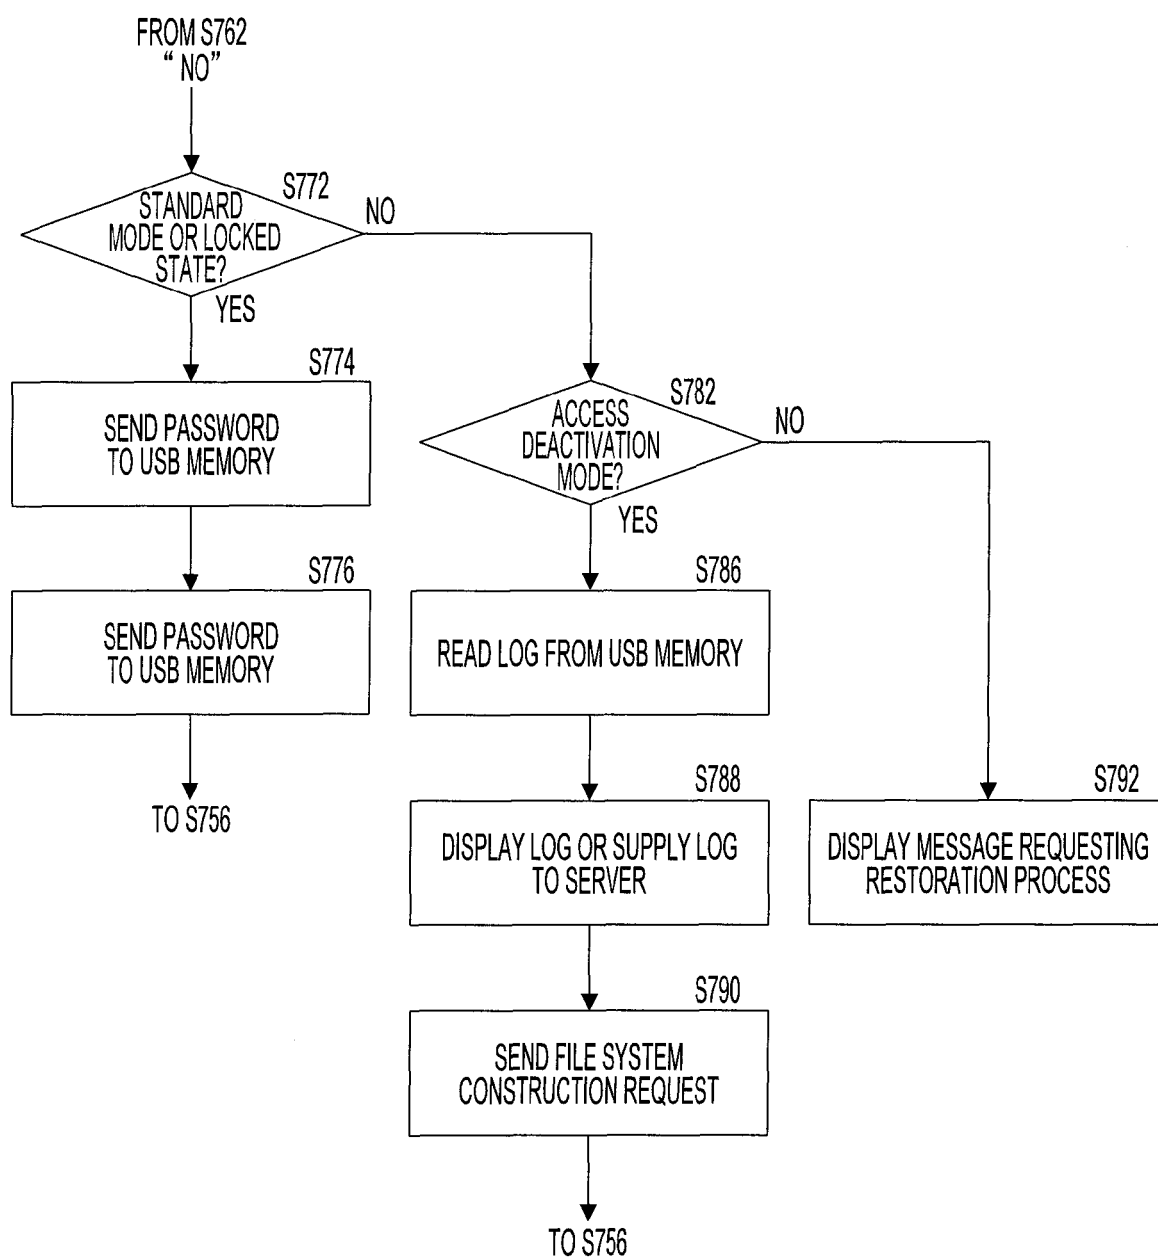 FROM S762
“ NO”
S772
STANDARD
MODE OR LOCKED
STATE?
NO
YES
S774
SEND PASSWORD
TO USB MEMORY
S776
SEND PASSWORD
TO USB MEMORY
TO S756
S782
ACCESS
DEACTIVATION
MODE?
NO
YES
S786
READ LOG FROM USB MEMORY
S788
DISPLAY LOG OR SUPPLY LOG
TO SERVER
S790
SEND FILE SYSTEM
CONSTRUCTION REQUEST
TO S756
S792
DISPLAY MESSAGE REQUESTING
RESTORATION PROCESS